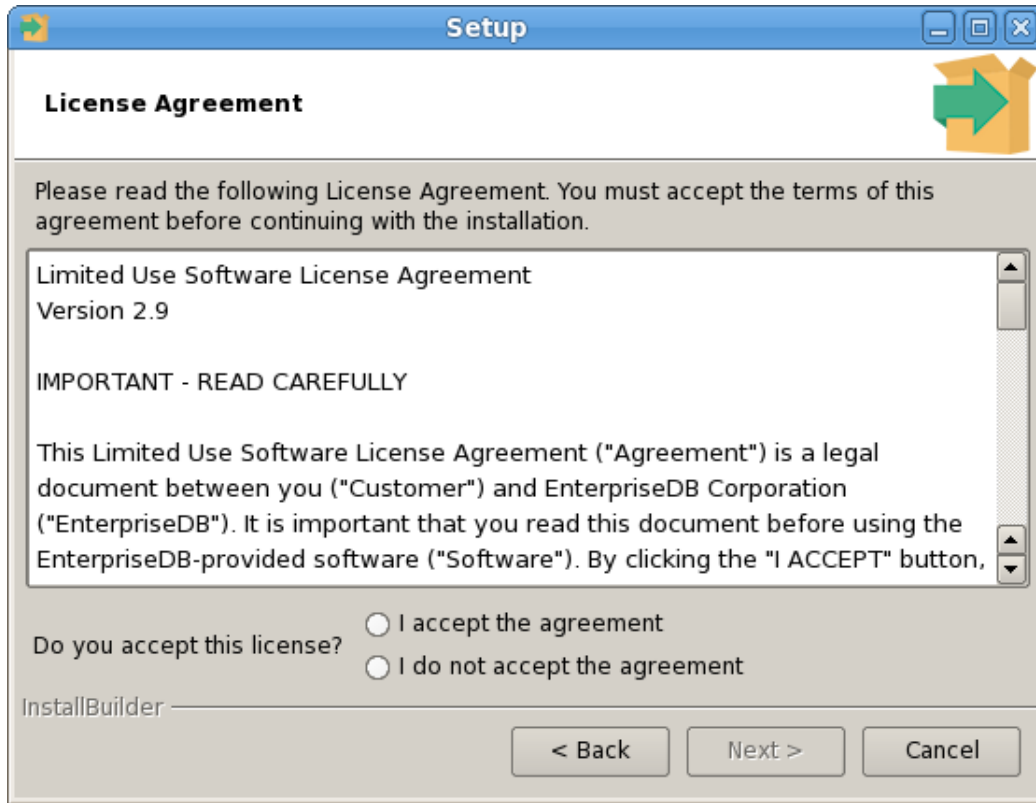 Setup
License Agreement
Please read the following License Agreement. You must accept the terms of this
agreement before continuing with the installation.
Limited Use Software License Agreement
Version 2.9
IMPORTANT - READ CAREFULLY
This Limited Use Software License Agreement ("Agreement") is a legal
document between you ("Customer") and EnterpriseDB Corporation
("EnterpriseDB"). It is important that you read this document before using the
EnterpriseDB-provided software ("Software"). By clicking the "I ACCEPT" button,
Do you accept this license?
I accept the agreement
I do not accept the agreement
InstallBuilder
< Back
Next >
Cancel